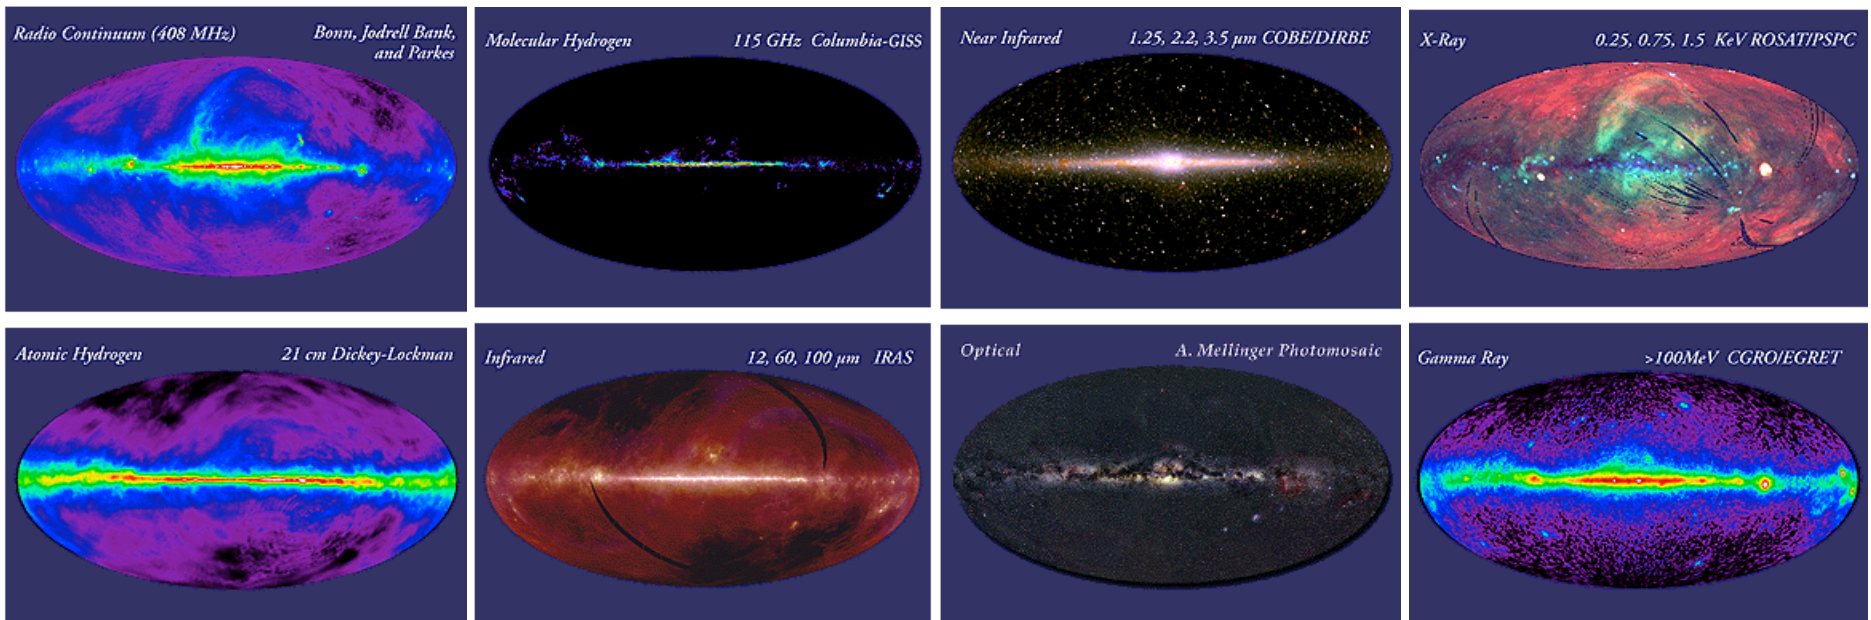 Radio Continuum (408 MHz) Bonn, Jodrell Bank,
and Parkes
Molecular Hydrogen 115 GHz Columbia-GISS
Near Infrared 1.25, 2.2, 3.5 µm COBE/DIRBE
X-Ray 0.25, 0.75, 1.5 KeV ROSAT/PSPC
Atomic Hydrogen 21 cm Dickey-Lockman
Infrared 12, 60, 100 µm IRAS
Optical A. Mellinger Photomosaic
Gamma Ray >100MeV CGRO/EGRET